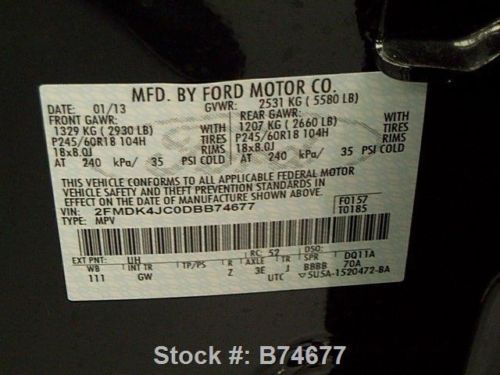 MFD. BY FORD MOTOR CO.
DATE: 01/13 GVWR: 2531 KG ( 5580 LB)
FRONT GAWR: REAR GAWR:
1329 KG ( 2930 LB) WITH 1207 KG ( 2660 LB) WITH
P245/60R18 104H TIRES P245/60R18 104H TIRES
18x8.0J RIMS 18x8.0J RIMS
AT 240 kPa/ 35 PSI COLD AT 240 kPa/ 35 PSI COLD
THIS VEHICLE CONFORMS TO ALL APPLICABLE FEDERAL MOTOR
VEHICLE SAFETY AND THEFT PREVENTION STANDARDS IN
EFFECT ON THE DATE OF MANUFACTURE SHOWN ABOVE.
VIN: 2FMDK4JC0DBB74677 F0157
TYPE: MPV T0185
EXT PNT: UH RC: 52 DSO:
WB INT TR TP/PS R AXLE TR SPR DQ11A
111 GW Z 3E J BBBB 70A
UTC 5U5A-1520472-BA
Stock #: B74677